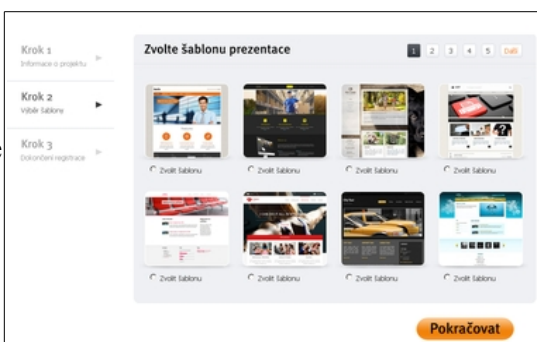 Krok 1
Informace o projektu
Krok 2
Výběr šablony
Krok 3
Dokončení registrace
e
Zvolte šablonu prezentace
1 2 3 4 5 Další
Zvolit šablonu
Zvolit šablonu
Zvolit šablonu
Zvolit šablonu
Zvolit šablonu
Zvolit šablonu
Zvolit šablonu
Zvolit šablonu
Pokračovat